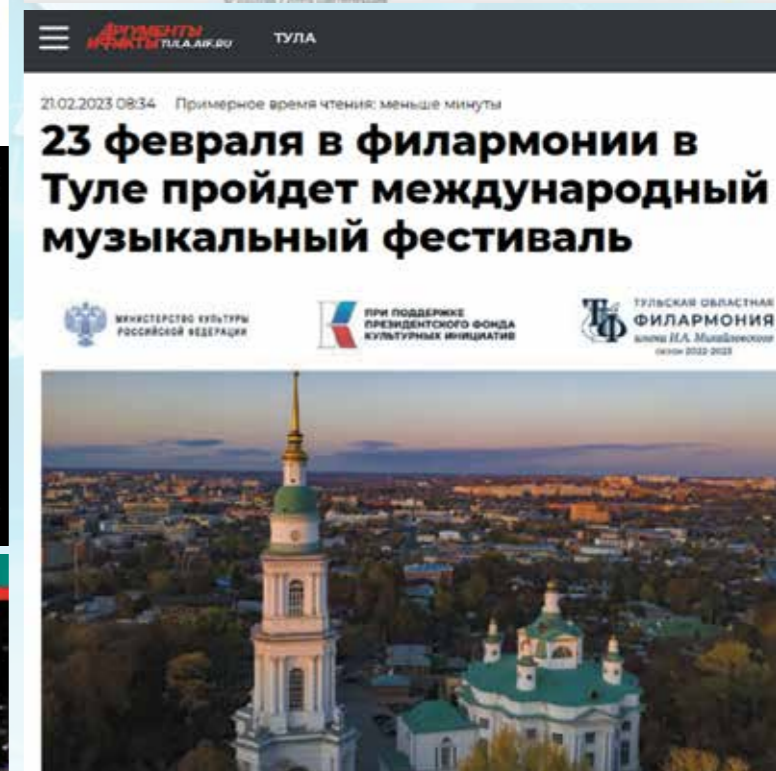 АРГУМЕНТЫ
И ФАКТЫ TULA.AIF.RU
ТУЛА
21.02.2023 08:34 Примерное время чтения: меньше минуты
23 февраля в филармонии в
Туле пройдет международный
музыкальный фестиваль
МИНИСТЕРСТВО КУЛЬТУРЫ
РОССИЙСКОЙ ФЕДЕРАЦИИ
ПРИ ПОДДЕРЖКЕ
ПРЕЗИДЕНТСКОГО ФОНДА
КУЛЬТУРНЫХ ИНИЦИАТИВ
ТФ
ТУЛЬСКАЯ ОБЛАСТНАЯ
ФИЛАРМОНИЯ
имени И.А. Михайловского
сезон 2022-2023